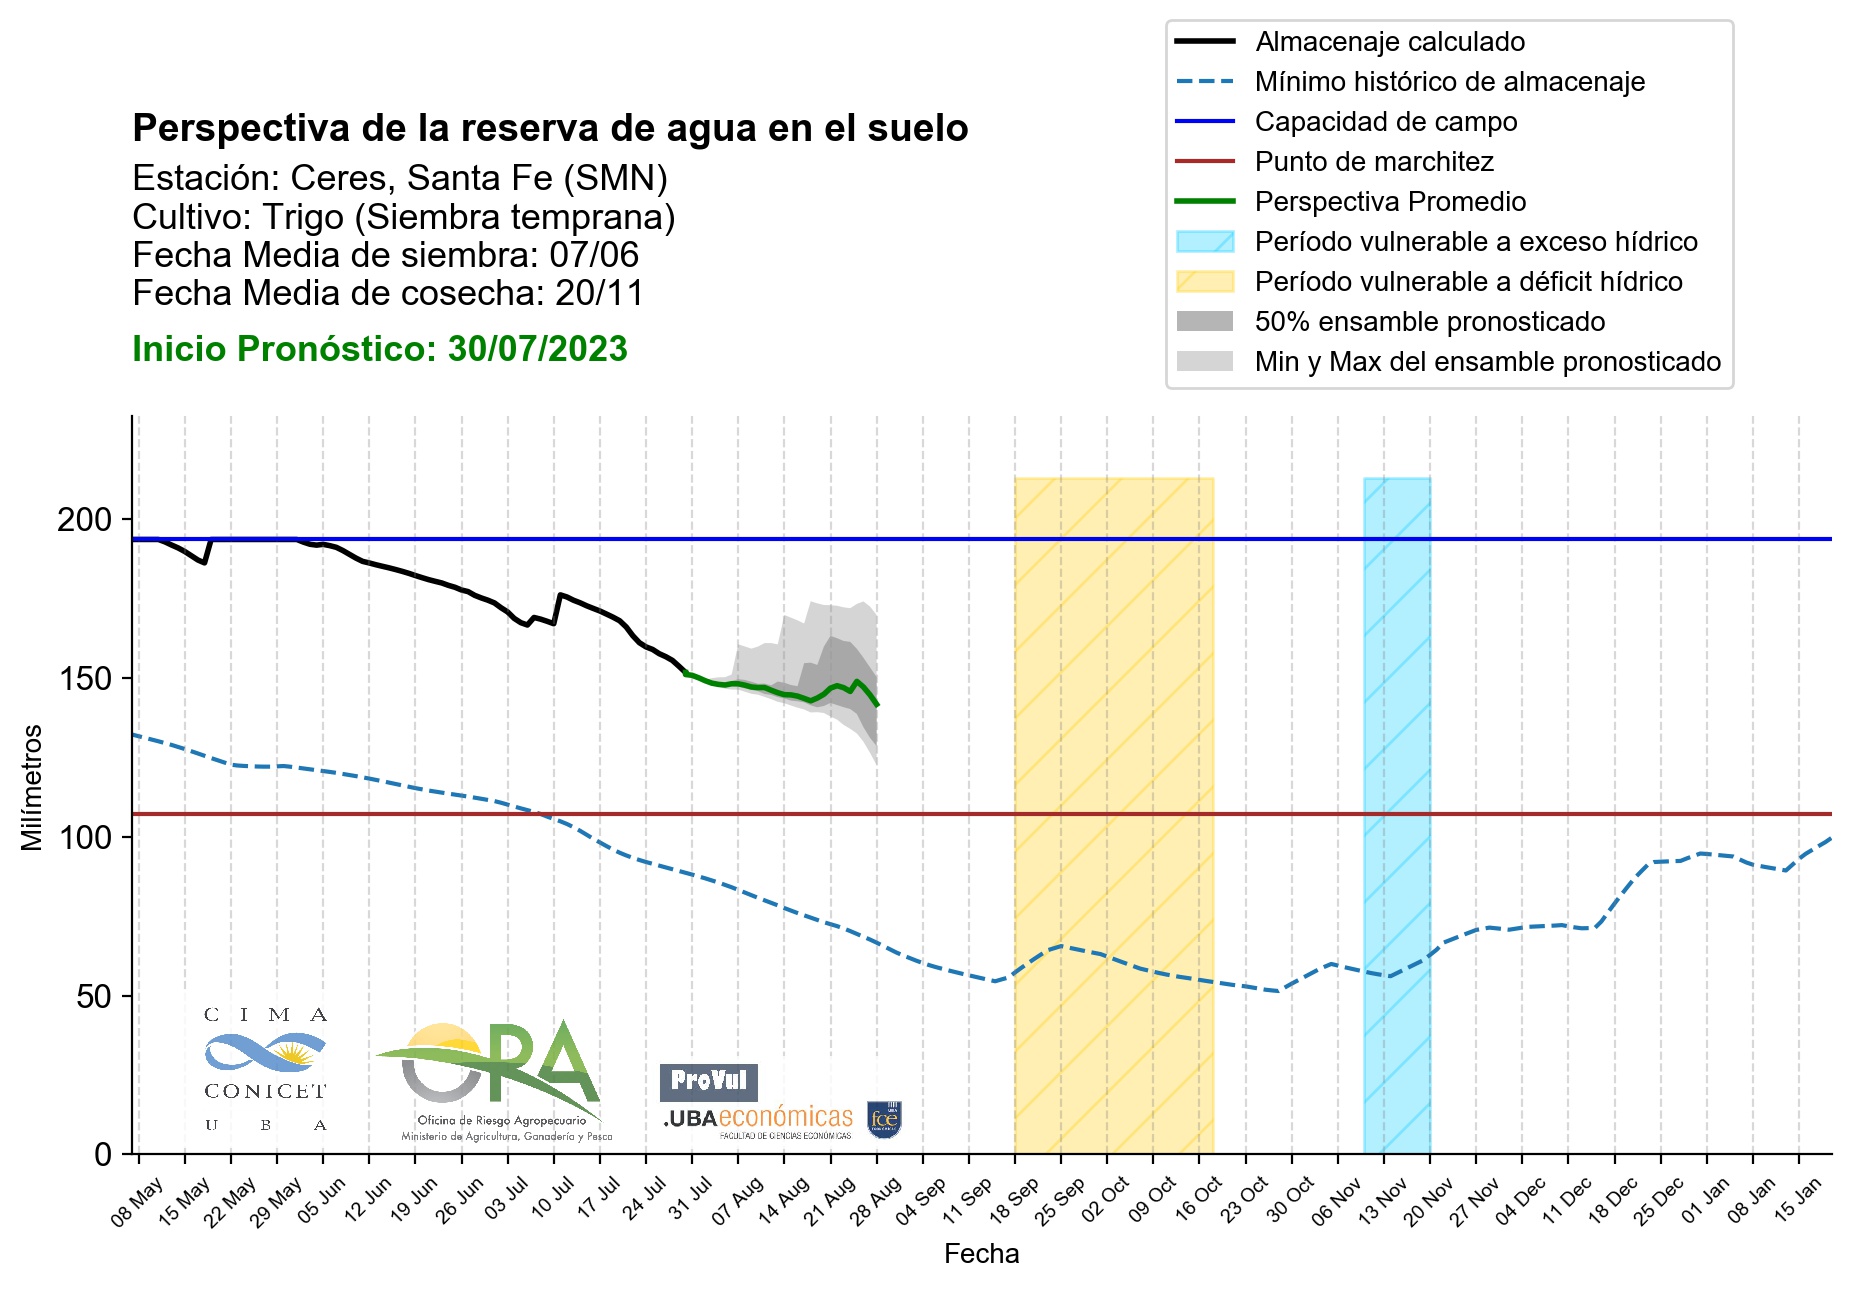 Almacenaje calculado
Mínimo histórico de almacenaje
Capacidad de campo
Punto de marchitez
Perspectiva Promedio
Período vulnerable a exceso hídrico
Período vulnerable a déficit hídrico
50% ensamble pronosticado
Min y Max del ensamble pronosticado
Perspectiva de la reserva de agua en el suelo
Estación: Ceres, Santa Fe (SMN)
Cultivo: Trigo (Siembra temprana)
Fecha Media de siembra: 07/06
Fecha Media de cosecha: 20/11
Inicio Pronóstico: 30/07/2023
Milímetros
200
150
100
50
0
CIMA
CONICET
UBA
OPA
Oficina de Riesgo Agropecuario
Ministerio de Agricultura, Ganadería y Pesca
ProVul
.UBAeconómicas
FACULTAD DE CIENCIAS ECONÓMICAS
UBA
fce
08 May
15 May
22 May
29 May
05 Jun
12 Jun
19 Jun
26 Jun
03 Jul
10 Jul
17 Jul
24 Jul
31 Jul
07 Aug
14 Aug
21 Aug
28 Aug
04 Sep
11 Sep
18 Sep
25 Sep
02 Oct
09 Oct
16 Oct
23 Oct
30 Oct
06 Nov
13 Nov
20 Nov
27 Nov
04 Dec
11 Dec
18 Dec
25 Dec
01 Jan
08 Jan
15 Jan
Fecha